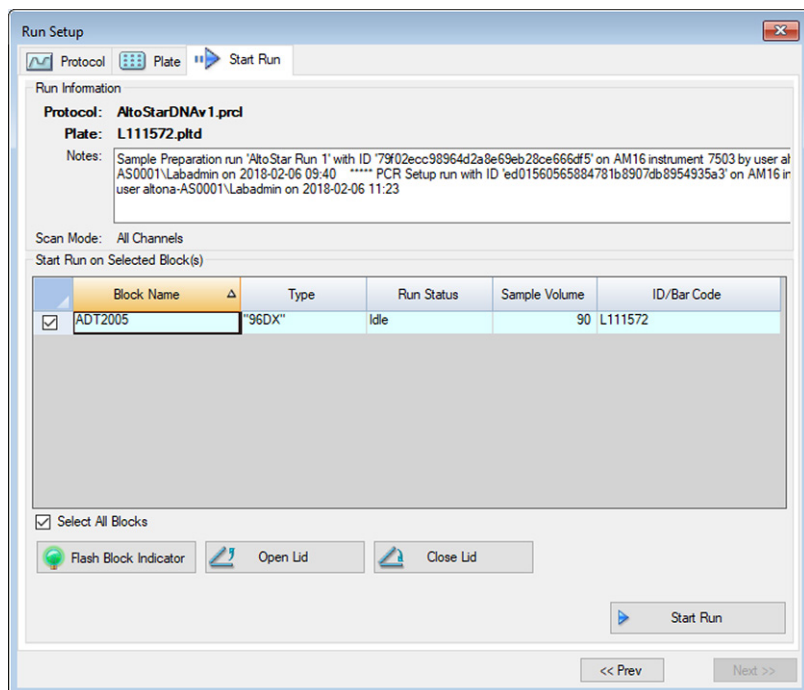 Run Setup
Protocol Plate Start Run
Run Information
Protocol: AltoStarDNAv1.prcl
Plate: L111572.pltd
Notes: Sample Preparation run 'AltoStar Run 1' with ID '79f02ecc98964d2a8e69eb28ce666df5' on AM16 instrument 7503 by user al
AS0001\Labadmin on 2018-02-06 09:40 ***** PCR Setup run with ID 'ed01560565884781b8907db8954935a3' on AM16 in
user altona-AS0001\Labadmin on 2018-02-06 11:23
Scan Mode: All Channels
Start Run on Selected Block(s)
Block Name Type Run Status Sample Volume ID/Bar Code
ADT2005 "96DX" Idle 90 L111572
Select All Blocks
Flash Block Indicator Open Lid Close Lid
Start Run
<< Prev Next >>